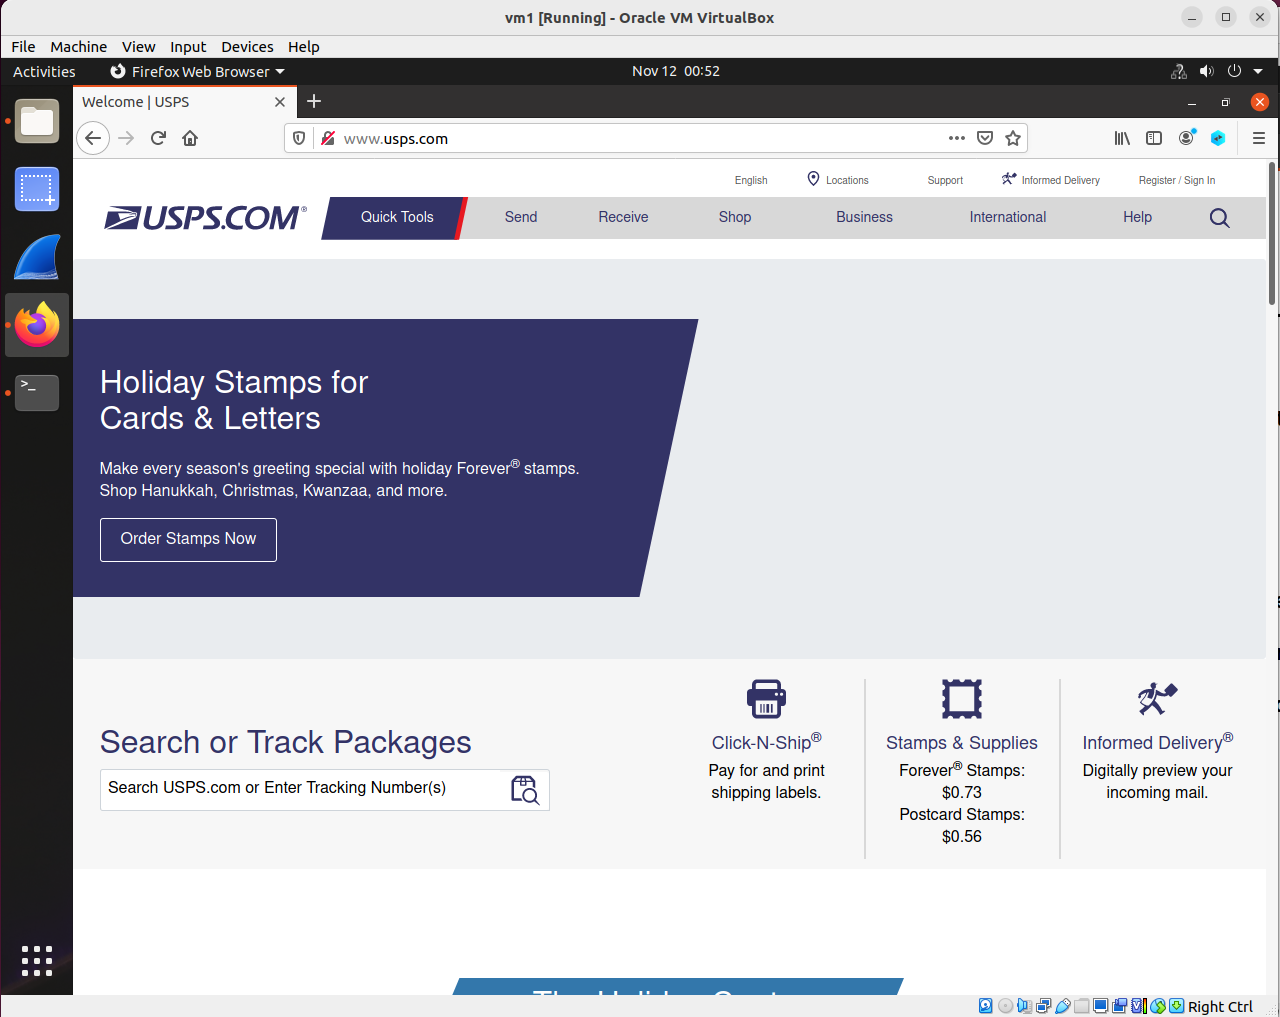 vm1 [Running] - Oracle VM VirtualBox
File Machine View Input Devices Help
Activities Firefox Web Browser Nov 12 00:52
Welcome | USPS
www.usps.com
English Locations Support Informed Delivery Register / Sign In
USPS.COM® Quick Tools Send Receive Shop Business International Help
Holiday Stamps for
Cards & Letters
Make every season's greeting special with holiday Forever® stamps.
Shop Hanukkah, Christmas, Kwanzaa, and more.
Order Stamps Now
Search or Track Packages
Search USPS.com or Enter Tracking Number(s)
Click-N-Ship®
Pay for and print
shipping labels.
Stamps & Supplies
Forever® Stamps:
$0.73
Postcard Stamps:
$0.56
Informed Delivery®
Digitally preview your
incoming mail.
Right Ctrl